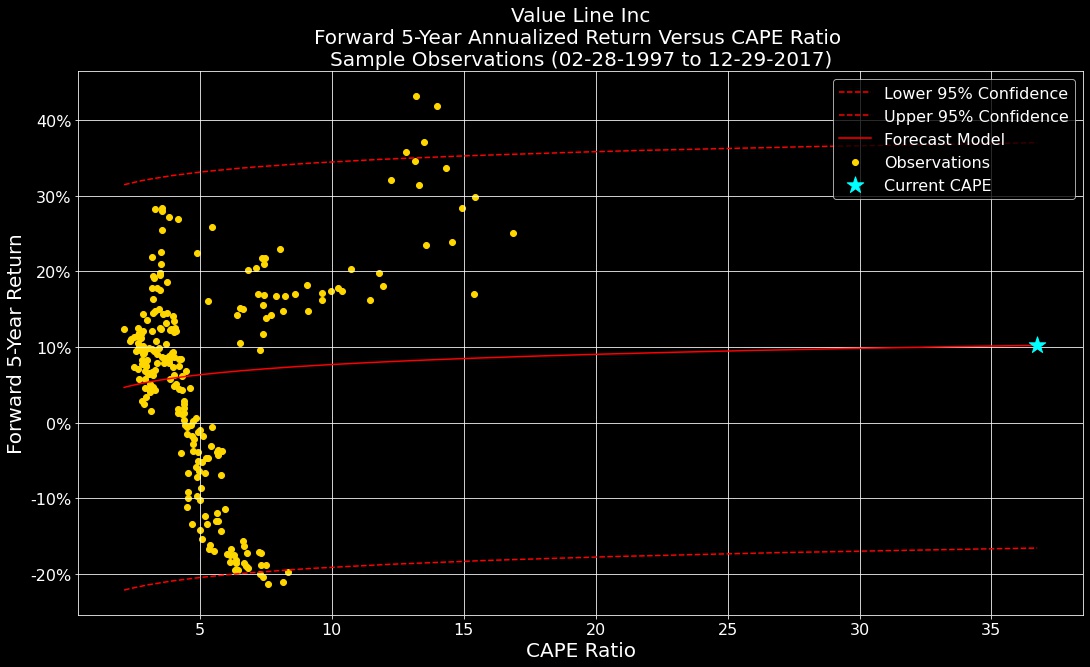 Value Line Inc
Forward 5-Year Annualized Return Versus CAPE Ratio
Sample Observations (02-28-1997 to 12-29-2017)
Lower 95% Confidence
Upper 95% Confidence
Forecast Model
Observations
Current CAPE
Forward 5-Year Return
40%
30%
20%
10%
0%
-10%
-20%
5 10 15 20 25 30 35
CAPE Ratio